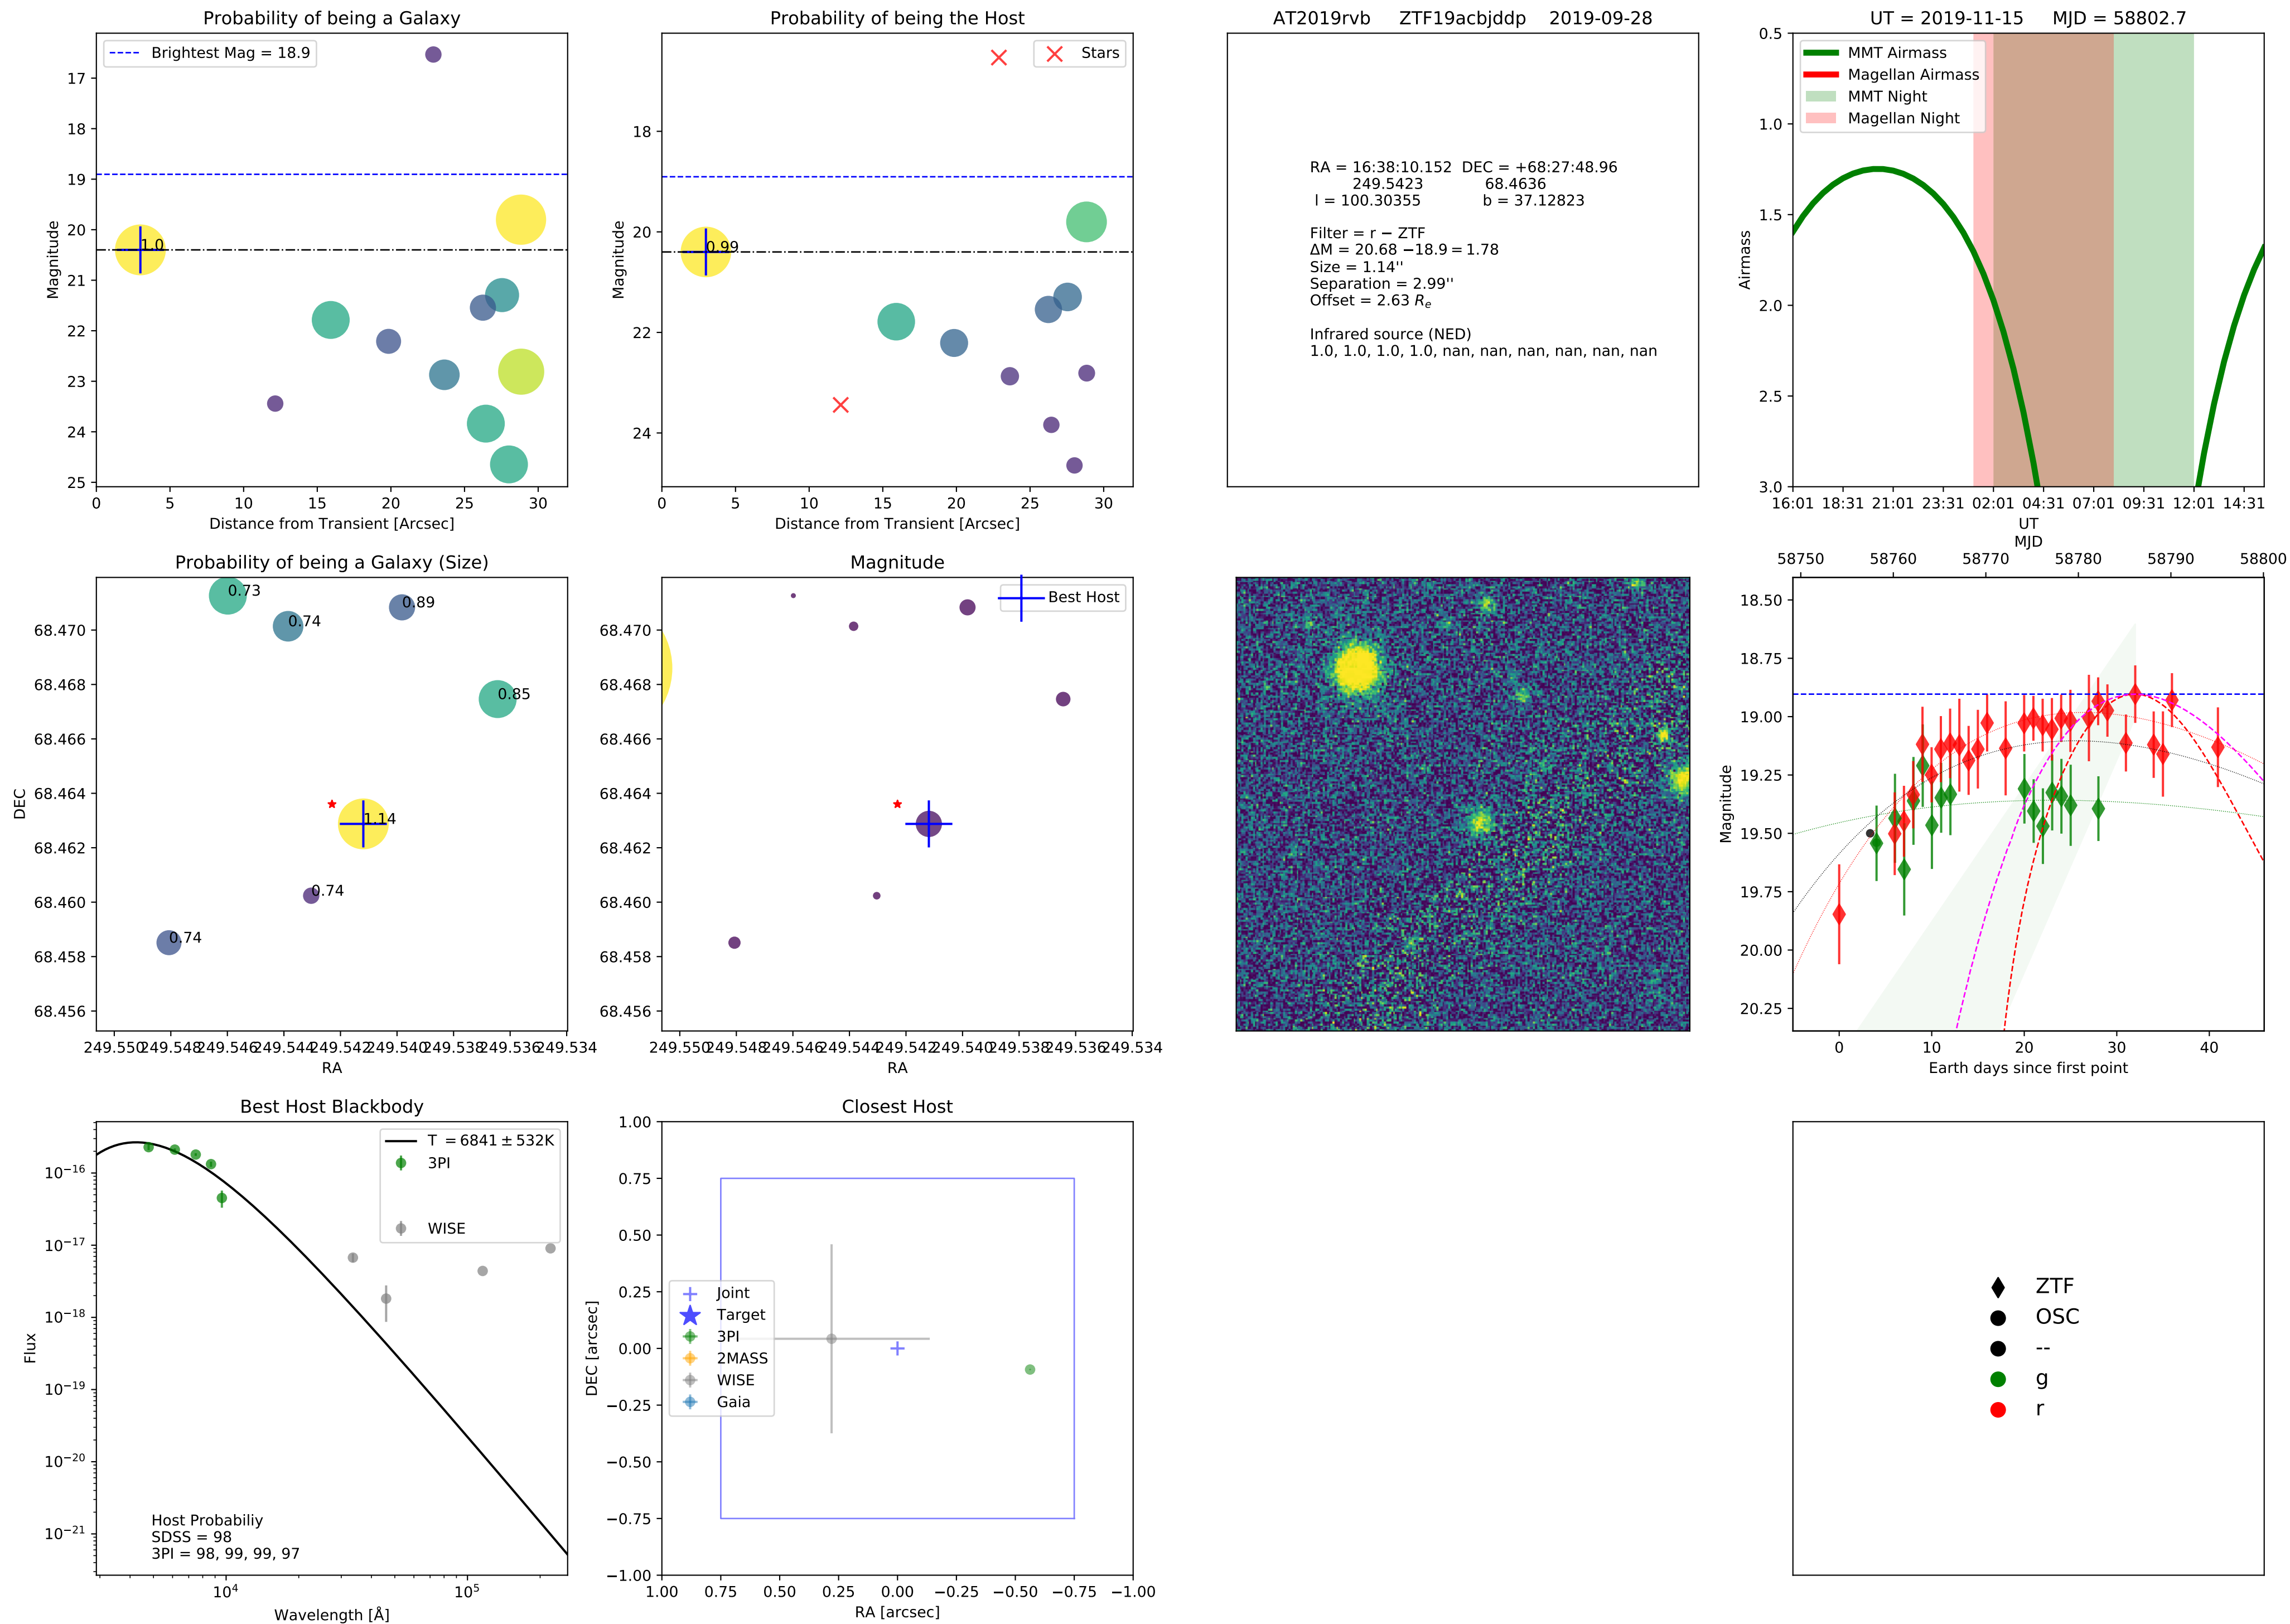 Probability of being a Galaxy
Brightest Mag = 18.9
1.0
17
18
19
20
21
22
23
24
25
Magnitude
0
5
10
15
20
25
30
Distance from Transient [Arcsec]
Probability of being the Host
Stars
0.99
18
20
22
24
Magnitude
0
5
10
15
20
25
30
Distance from Transient [Arcsec]
AT2019rvb ZTF19acbjddp 2019-09-28
RA = 16:38:10.152 DEC = +68:27:48.96
249.5423 68.4636
l = 100.30355 b = 37.12823
Filter = r − ZTF
ΔM = 20.68 −18.9 = 1.78
Size = 1.14''
Separation = 2.99''
Offset = 2.63 Re
Infrared source (NED)
1.0, 1.0, 1.0, 1.0, nan, nan, nan, nan, nan, nan
UT = 2019-11-15 MJD = 58802.7
MMT Airmass
Magellan Airmass
MMT Night
Magellan Night
0.5
1.0
1.5
2.0
2.5
3.0
Airmass
16:01 18:31 21:01 23:31 02:01 04:31 07:01 09:31 12:01 14:31
UT
Probability of being a Galaxy (Size)
0.73
0.74
0.89
0.85
1.14
0.74
0.74
68.470
68.468
68.466
68.464
68.462
68.460
68.458
68.456
DEC
249.550 249.548 249.546 249.544 249.542 249.540 249.538 249.536 249.534
RA
Magnitude
Best Host
68.470
68.468
68.466
68.464
68.462
68.460
68.458
68.456
249.550 249.548 249.546 249.544 249.542 249.540 249.538 249.536 249.534
RA
MJD
58750 58760 58770 58780 58790 58800
18.50
18.75
19.00
19.25
19.50
19.75
20.00
20.25
Magnitude
0 10 20 30 40
Earth days since first point
Best Host Blackbody
T = 6841 ± 532K
3PI
WISE
10−16
10−17
10−18
10−19
10−20
10−21
Flux
Host Probabiliy
SDSS = 98
3PI = 98, 99, 99, 97
104 105
Wavelength [Å]
Closest Host
Joint
Target
3PI
2MASS
WISE
Gaia
1.00
0.75
0.50
0.25
0.00
−0.25
−0.50
−0.75
−1.00
DEC [arcsec]
1.00 0.75 0.50 0.25 0.00 −0.25 −0.50 −0.75 −1.00
RA [arcsec]
ZTF
OSC
--
g
r